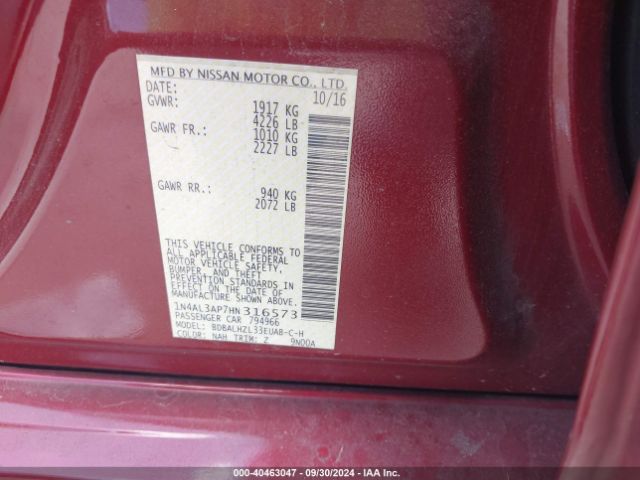 MFD BY NISSAN MOTOR CO., LTD.
DATE: 10/16
GVWR: 1917 KG
4226 LB
GAWR FR.: 1010 KG
2227 LB
GAWR RR.: 940 KG
2072 LB
THIS VEHICLE CONFORMS TO
ALL APPLICABLE FEDERAL
MOTOR VEHICLE SAFETY,
BUMPER, AND THEFT
PREVENTION STANDARDS IN
EFFECT ON THE DATE OF
MANUFACTURE SHOWN ABOVE.
1N4AL3AP7HN316573
PASSENGER CAR 794966
MODEL: BDBALHZL33EUAB-C-H
COLOR: NAH TRIM: Z 9N00A
000-40463047 - 09/30/2024 - IAA Inc.